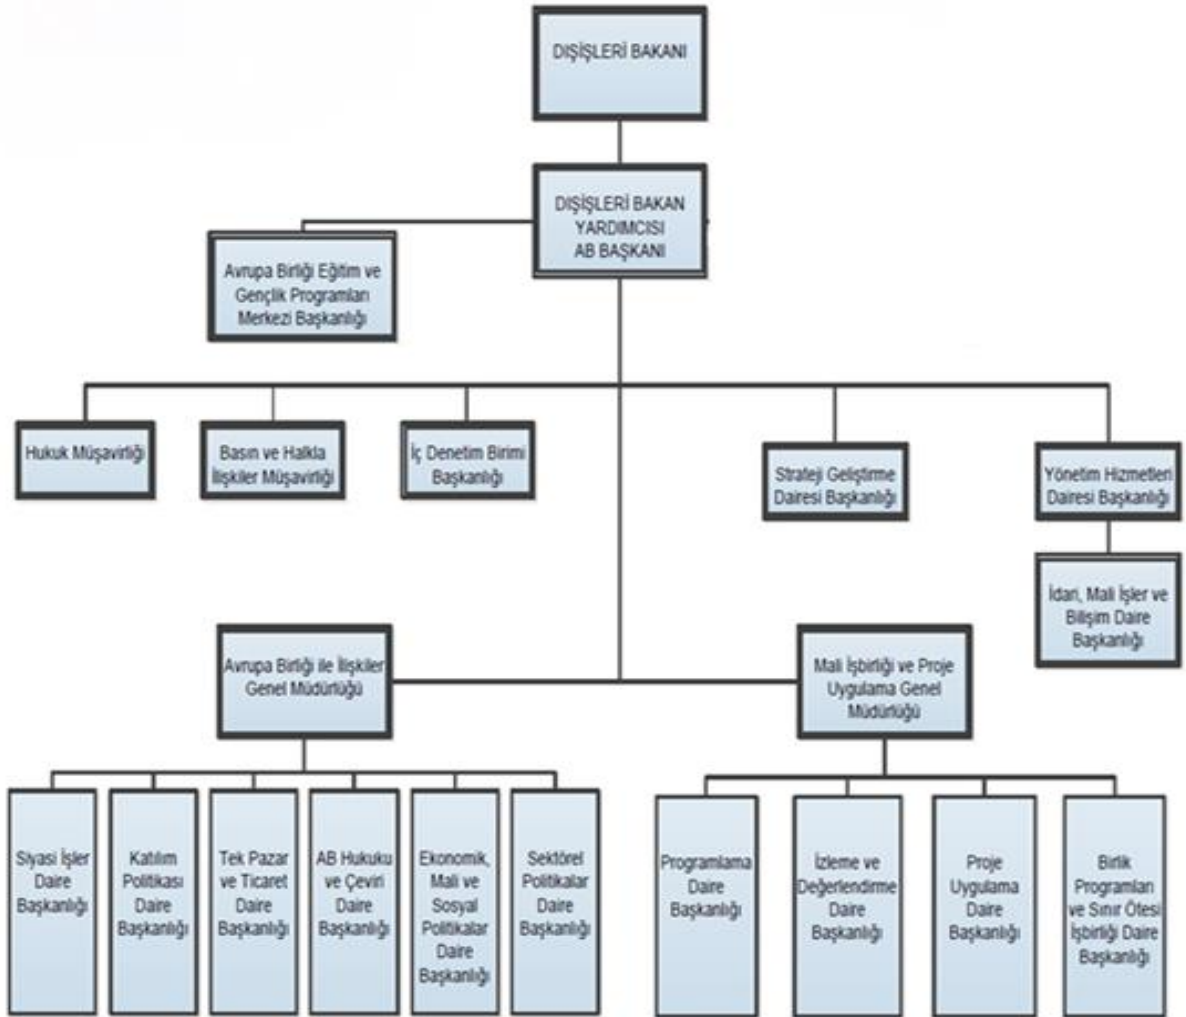 DIŞİŞLERİ BAKANI
DIŞİŞLERİ BAKAN
YARDIMCISI
AB BAŞKANI
Avrupa Birliği Eğitim ve
Gençlik Programları
Merkezi Başkanlığı
Hukuk Müşavirliği
Basın ve Halkla
İlişkiler Müşavirliği
İç Denetim Birimi
Başkanlığı
Strateji Geliştirme
Dairesi Başkanlığı
Yönetim Hizmetleri
Dairesi Başkanlığı
İdari, Mali İşler ve
Bilişim Daire
Başkanlığı
Avrupa Birliği ile İlişkiler
Genel Müdürlüğü
Mali İşbirliği ve Proje
Uygulama Genel
Müdürlüğü
Siyasi İşler
Daire
Başkanlığı
Katılım
Politikası
Daire
Başkanlığı
Tek Pazar
ve Ticaret
Daire
Başkanlığı
AB Hukuku
ve Çeviri
Daire
Başkanlığı
Ekonomik,
Mali ve
Sosyal
Politikalar
Daire
Başkanlığı
Sektörel
Politikalar
Daire
Başkanlığı
Programlama
Daire
Başkanlığı
İzleme ve
Değerlendirme
Daire
Başkanlığı
Proje
Uygulama
Daire
Başkanlığı
Birlik
Programları
ve Sınır Ötesi
İşbirliği Daire
Başkanlığı